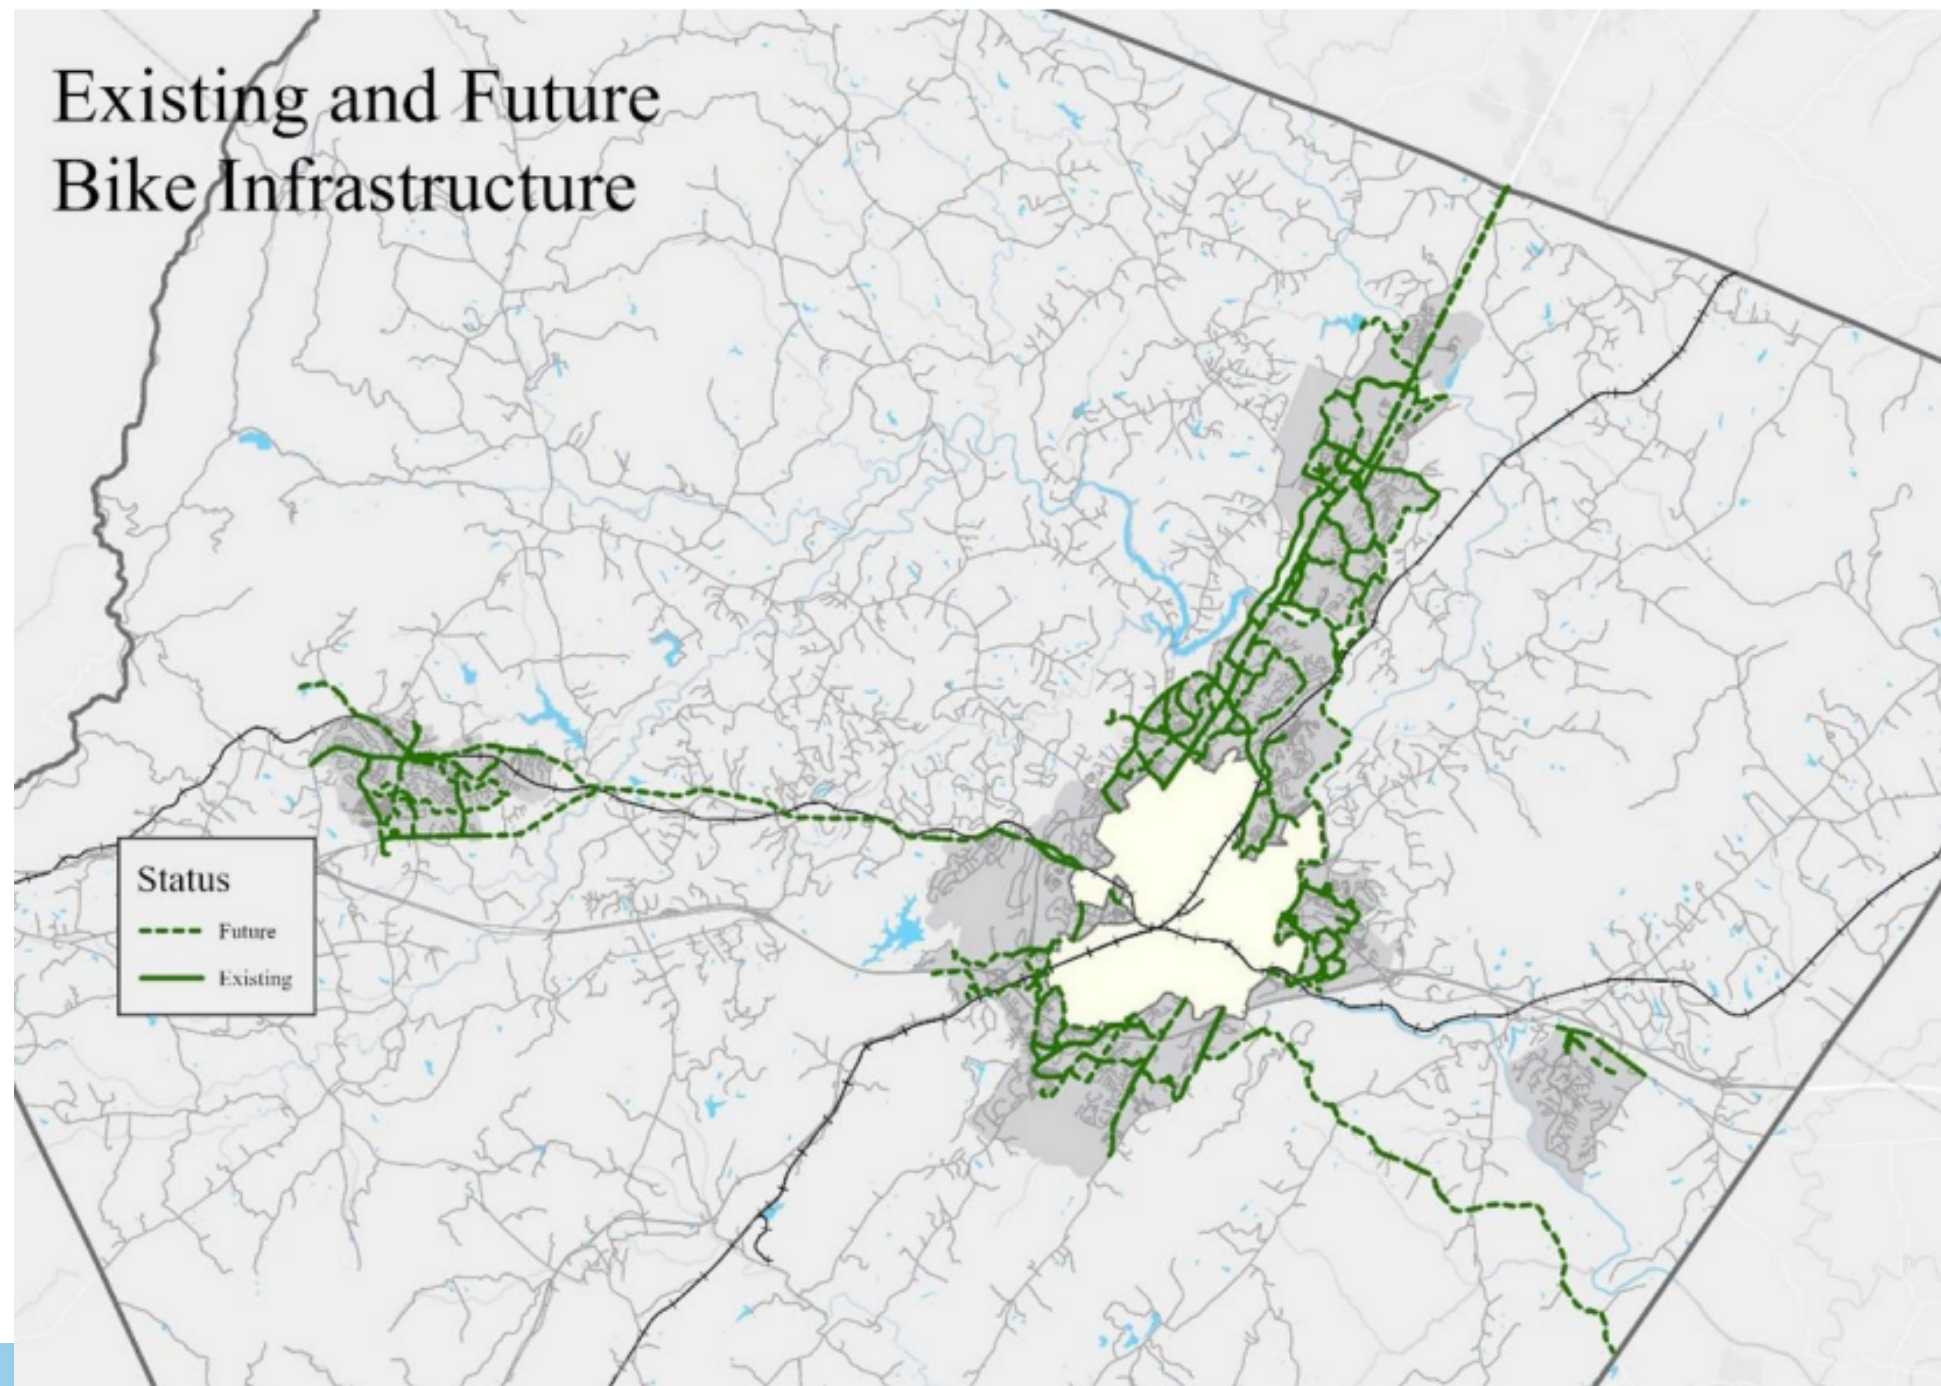 Existing and Future
Bike Infrastructure
Status
Future
Existing